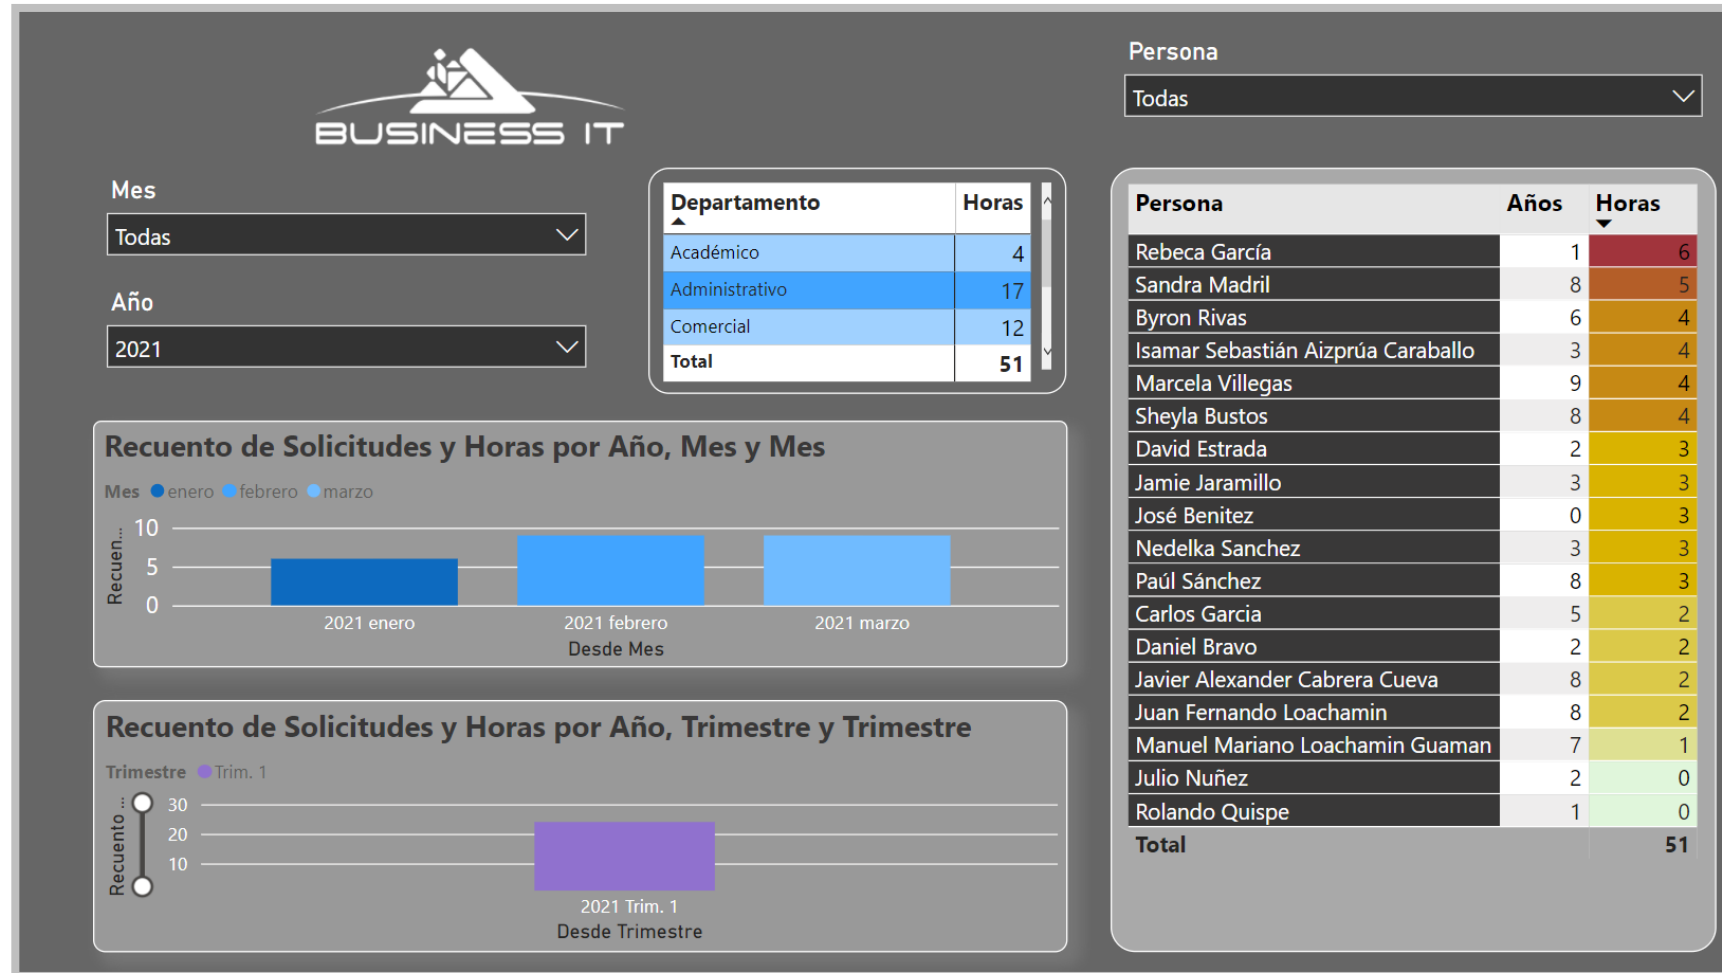 BUSINESS IT
Persona
Todas
Mes
Todas
Año
2021
Departamento Horas
Académico 4
Administrativo 17
Comercial 12
Total 51
Recuento de Solicitudes y Horas por Año, Mes y Mes
Mes enero febrero marzo
Recuen...
10
5
0
2021 enero 2021 febrero 2021 marzo
Desde Mes
Recuento de Solicitudes y Horas por Año, Trimestre y Trimestre
Trimestre Trim. 1
Recuento ...
30
20
10
2021 Trim. 1
Desde Trimestre
Persona Años Horas
Rebeca García 1 6
Sandra Madril 8 5
Byron Rivas 6 4
Isamar Sebastián Aizprúa Caraballo 3 4
Marcela Villegas 9 4
Sheyla Bustos 8 4
David Estrada 2 3
Jamie Jaramillo 3 3
José Benitez 0 3
Nedelka Sanchez 3 3
Paúl Sánchez 8 3
Carlos Garcia 5 2
Daniel Bravo 2 2
Javier Alexander Cabrera Cueva 8 2
Juan Fernando Loachamin 8 2
Manuel Mariano Loachamin Guaman 7 1
Julio Nuñez 2 0
Rolando Quispe 1 0
Total 51